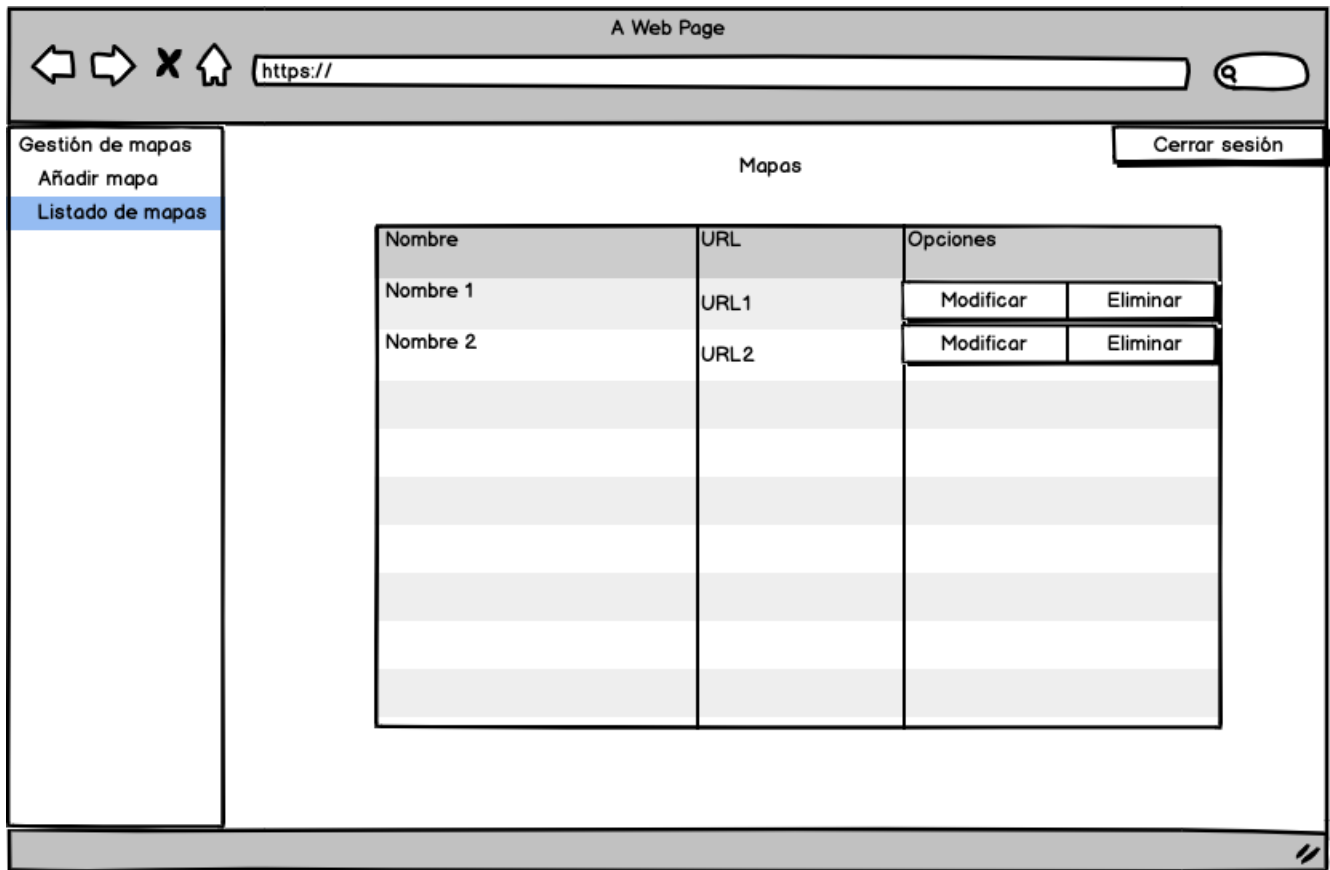 A Web Page
https://
Gestión de mapas
Añadir mapa
Listado de mapas
Cerrar sesión
Mapas
Nombre URL Opciones
Nombre 1 URL1 Modificar Eliminar
Nombre 2 URL2 Modificar Eliminar